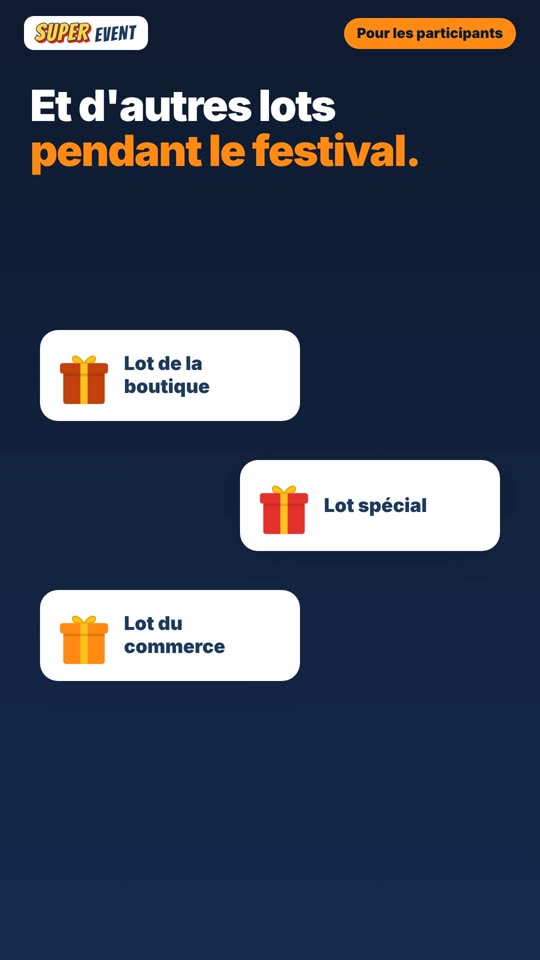 SUPER EVENT
Pour les participants
Et d'autres lots
pendant le festival.
Lot de la
boutique
Lot spécial
Lot du
commerce